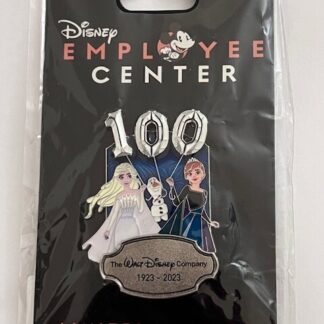 Disney
EMPLOYEE
CENTER
100
The WALT DISNEY Company
1923 - 2023